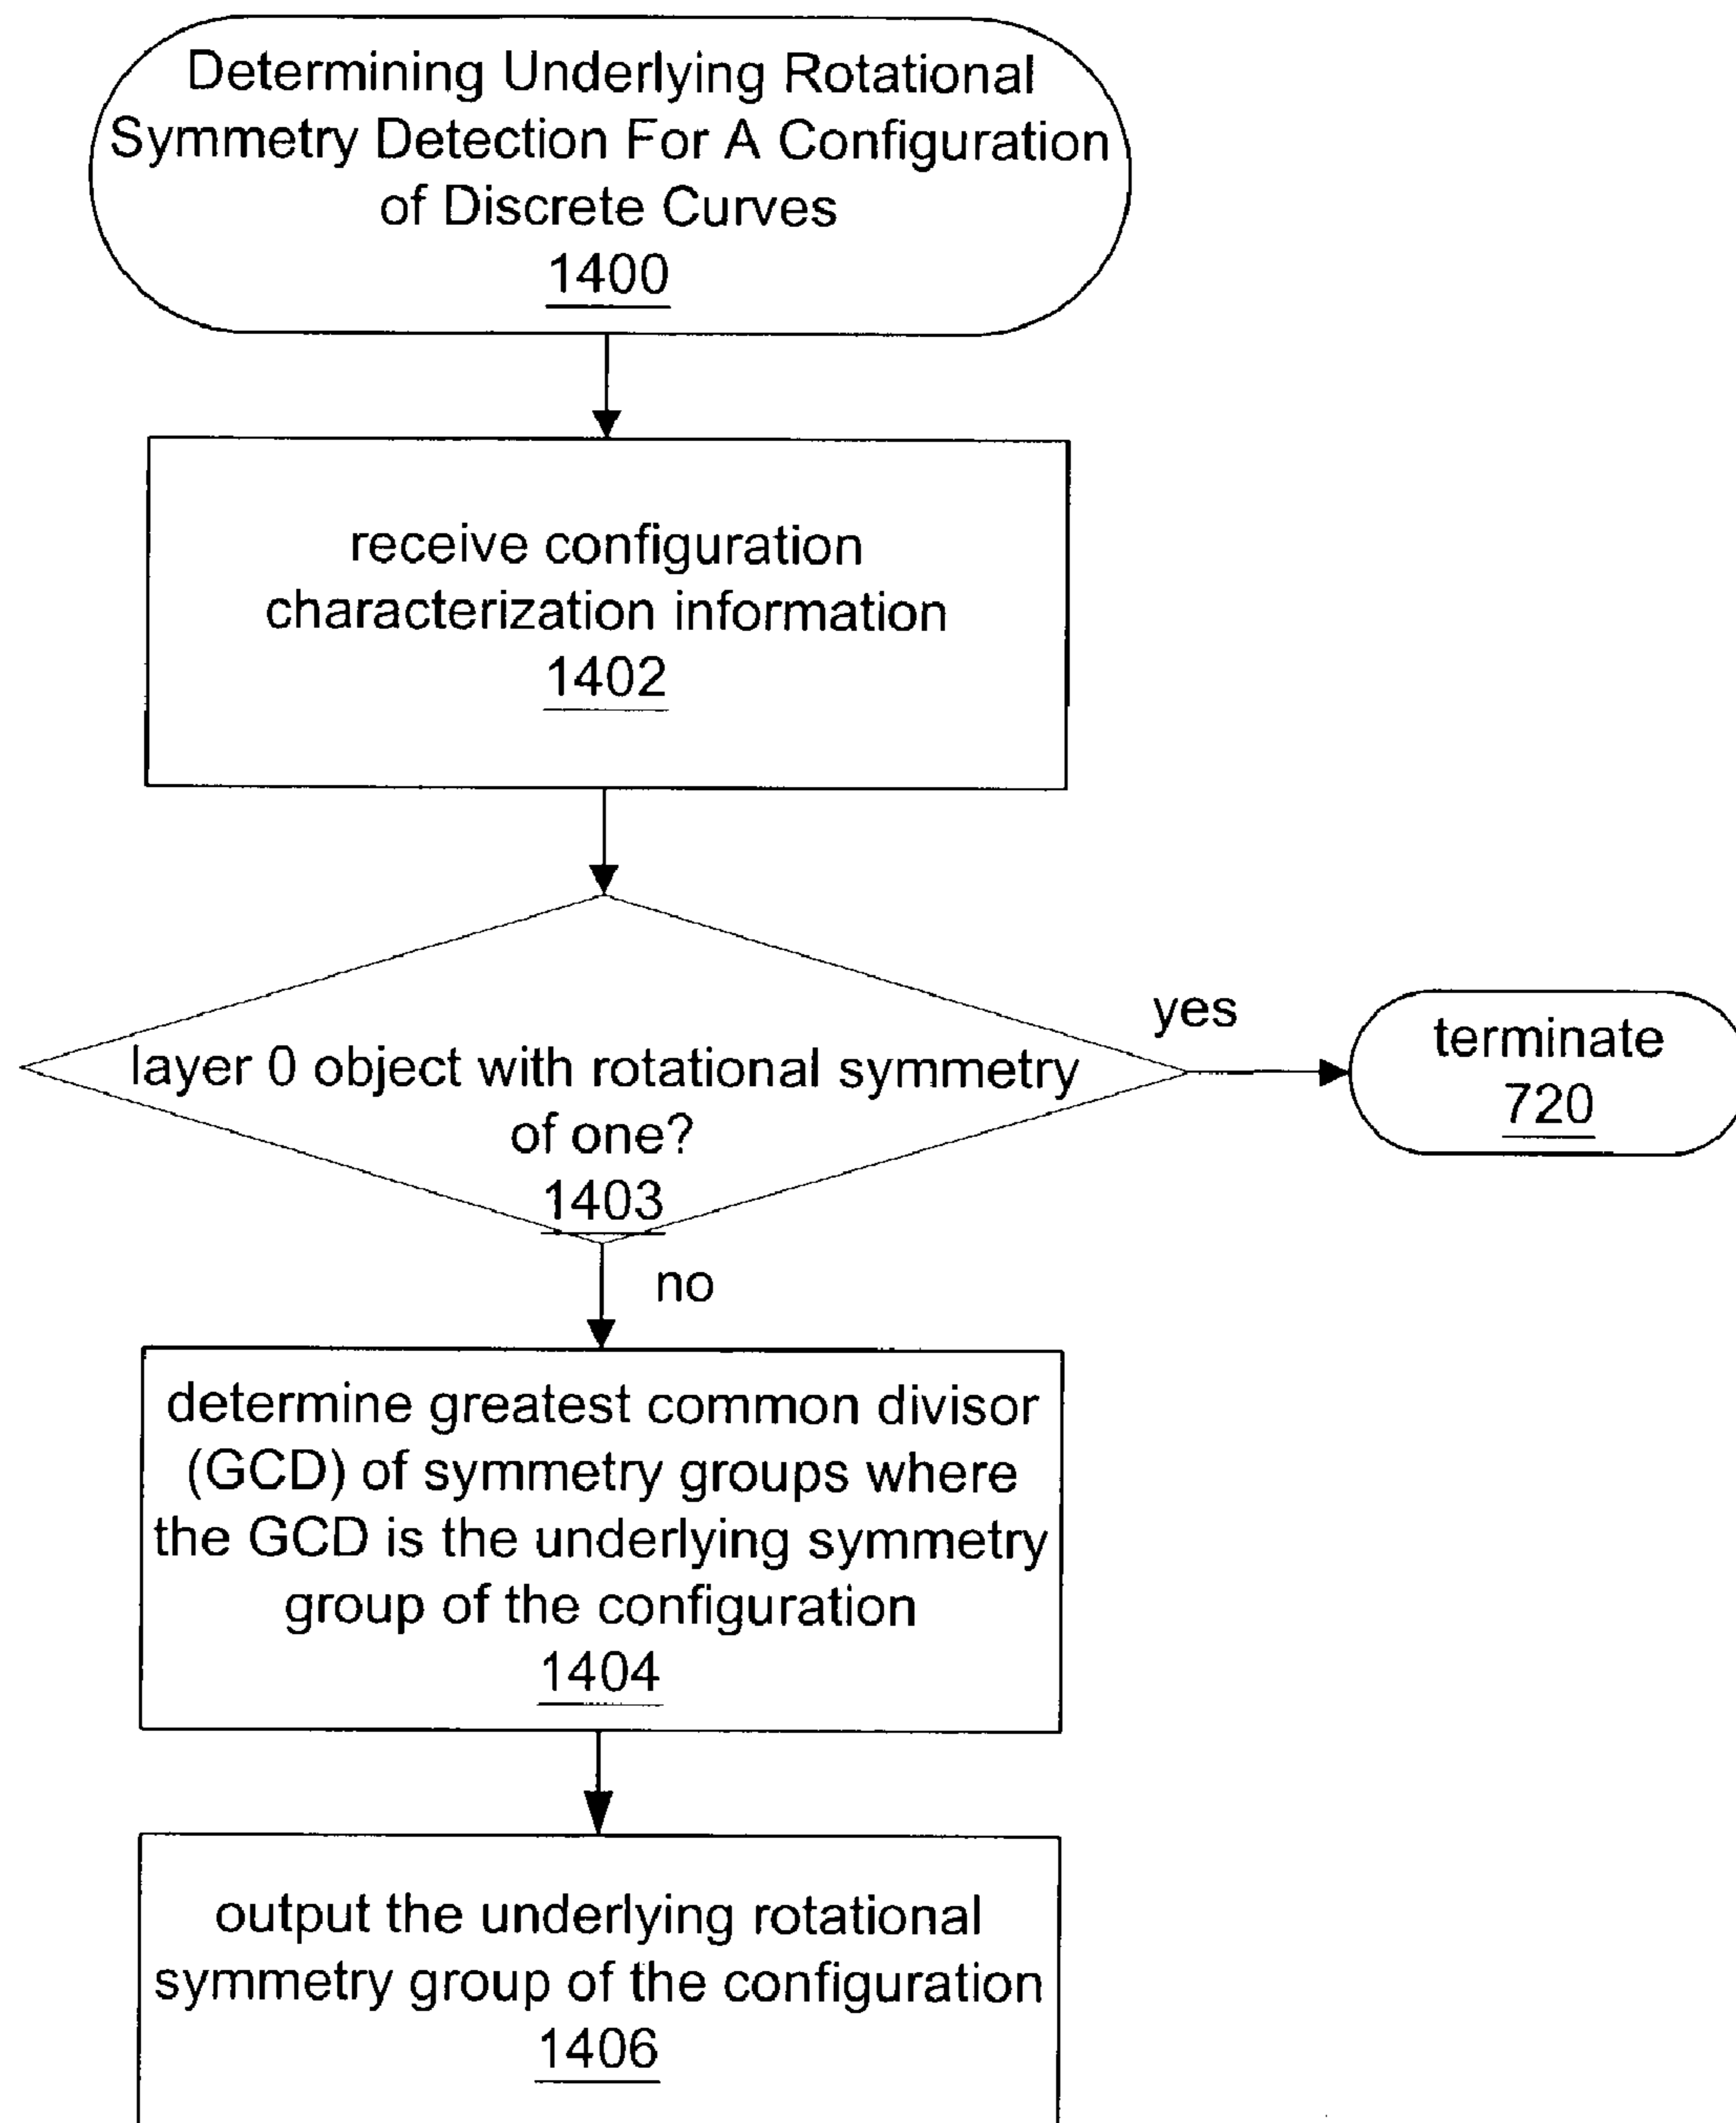 Determining Underlying Rotational
Symmetry Detection For A Configuration
of Discrete Curves
1400
receive configuration
characterization information
1402
layer 0 object with rotational symmetry
of one?
1403
yes
terminate
720
no
determine greatest common divisor
(GCD) of symmetry groups where
the GCD is the underlying symmetry
group of the configuration
1404
output the underlying rotational
symmetry group of the configuration
1406